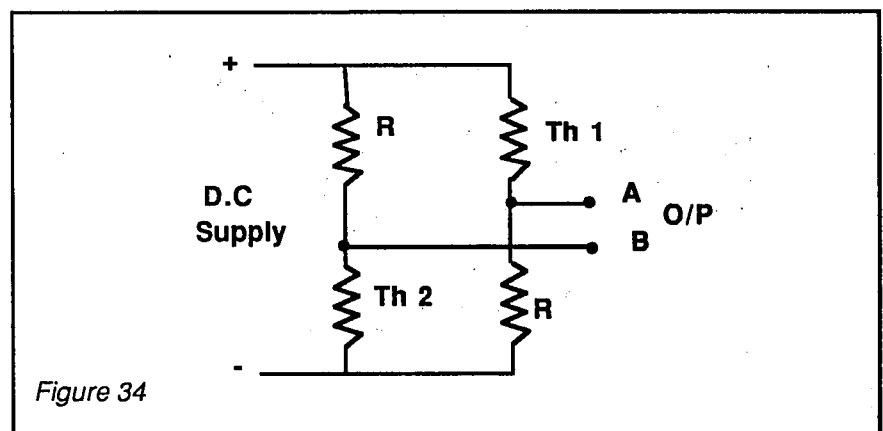 +
R
Th 1
A
O/P
D.C
Supply
B
Th 2
R
-
Figure 34